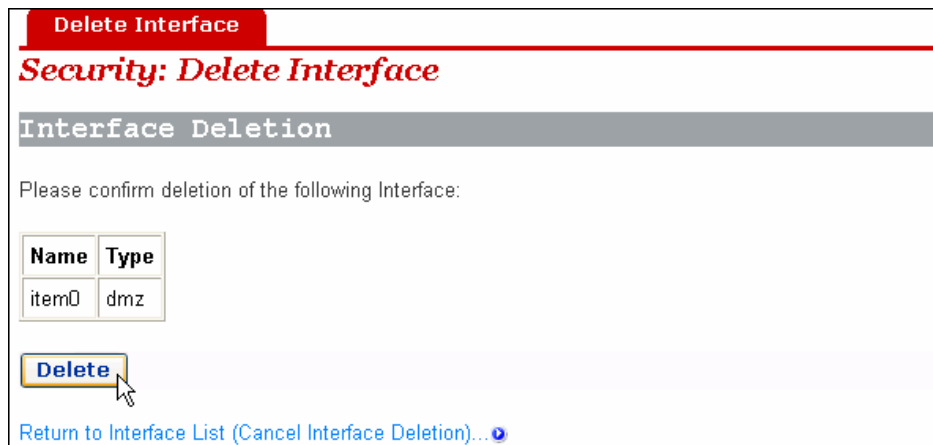 Delete Interface
Security: Delete Interface
Interface Deletion
Please confirm deletion of the following Interface:
Name Type
item0 dmz
Delete
Return to Interface List (Cancel Interface Deletion)...